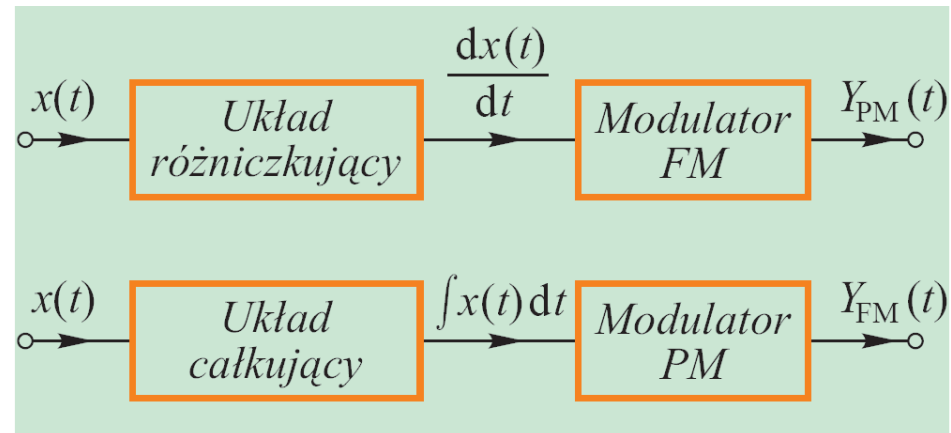 x(t)
Układ
różniczkujący
dx(t)
dt
Modulator
FM
Y_PM (t)
x(t)
Układ
całkujący
∫x(t) dt
Modulator
PM
Y_FM (t)